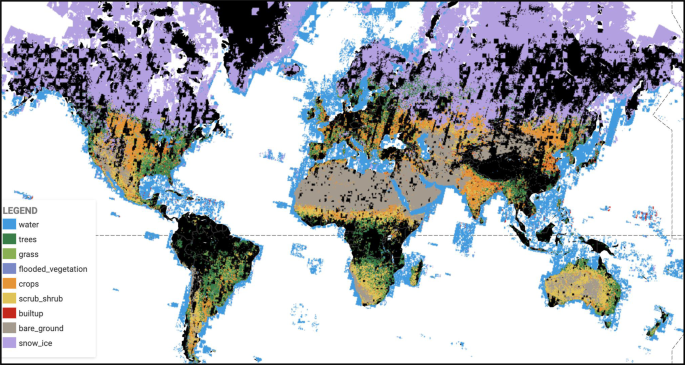 LEGEND
water
trees
grass
flooded_vegetation
crops
scrub_shrub
builtup
bare_ground
snow_ice